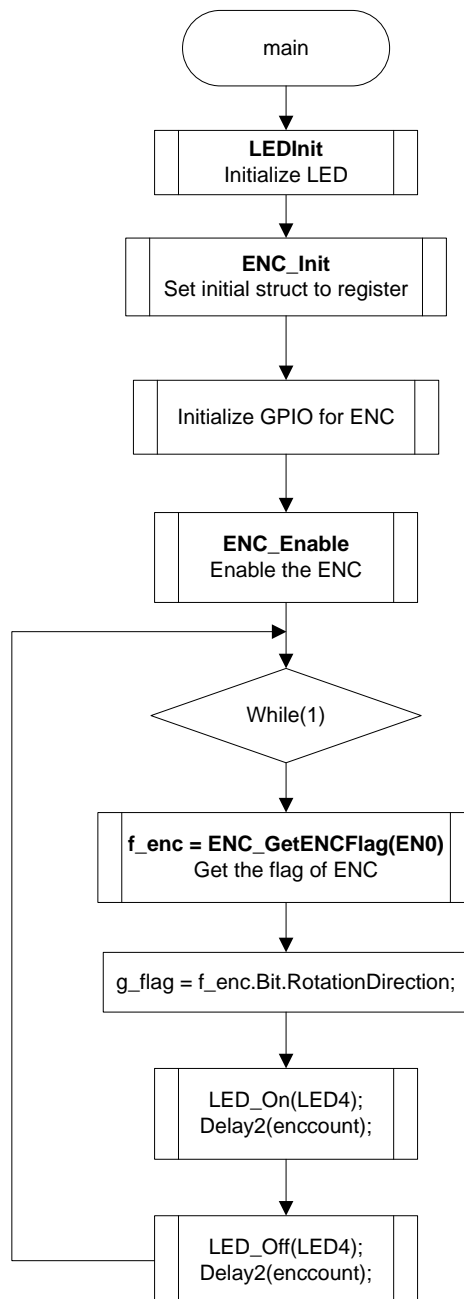 main
LEDInit
Initialize LED
ENC_Init
Set initial struct to register
Initialize GPIO for ENC
ENC_Enable
Enable the ENC
While(1)
f_enc = ENC_GetENCFlag(EN0)
Get the flag of ENC
g_flag = f_enc.Bit.RotationDirection;
LED_On(LED4);
Delay2(enccount);
LED_Off(LED4);
Delay2(enccount);